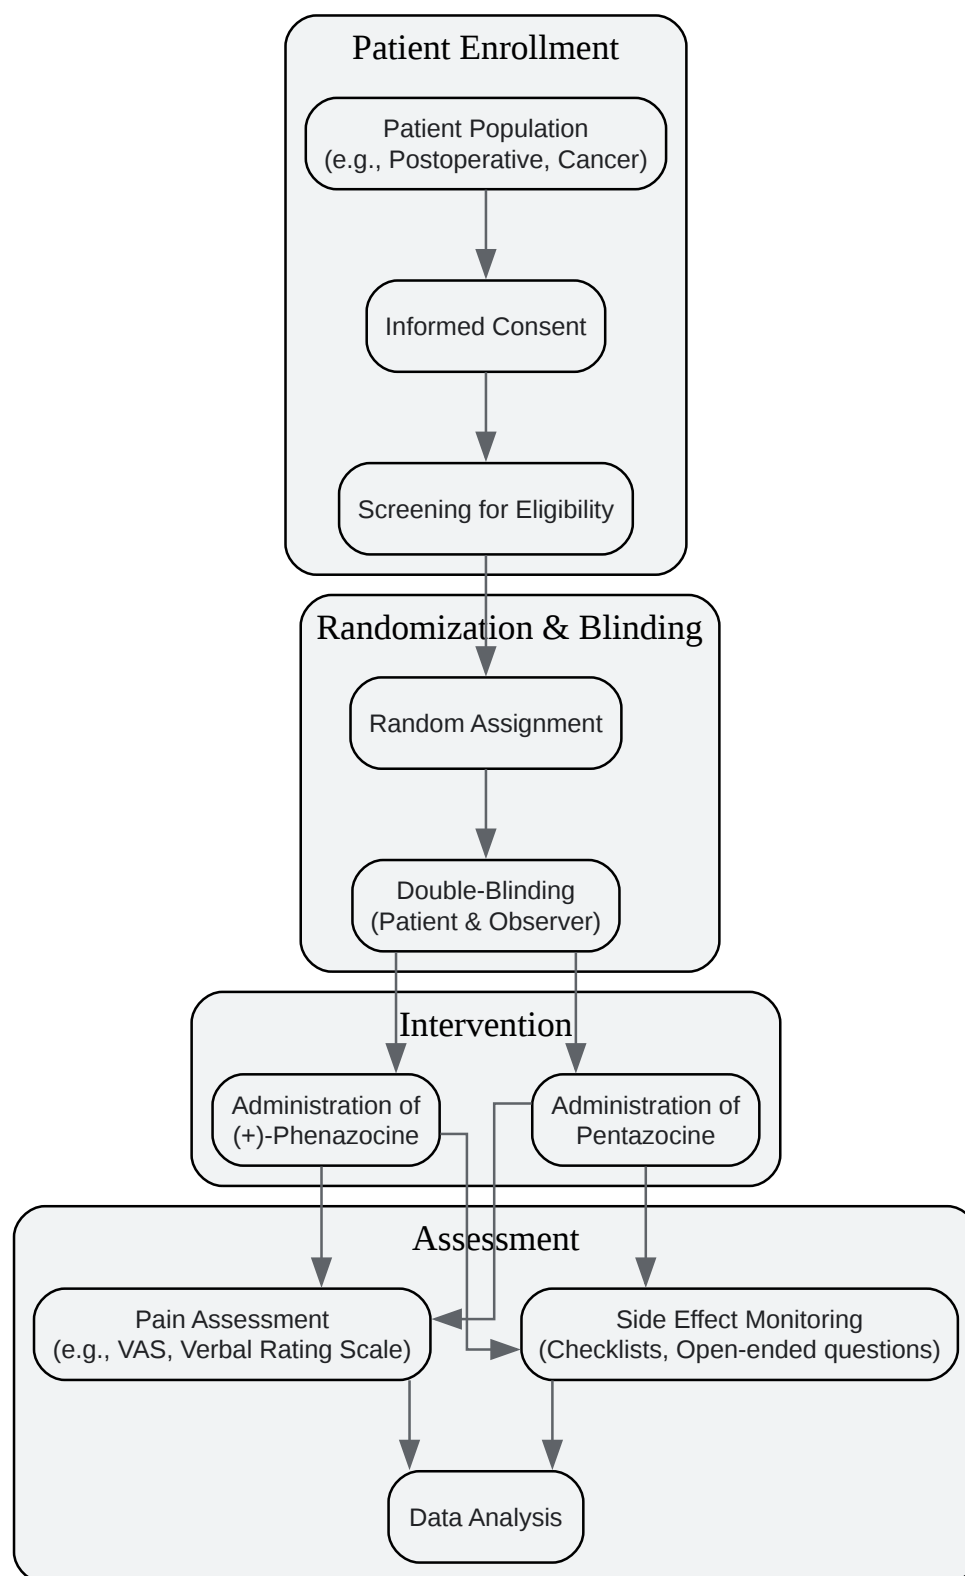 Patient Enrollment
Patient Population
(e.g., Postoperative, Cancer)
Informed Consent
Screening for Eligibility
Randomization & Blinding
Random Assignment
Double-Blinding
(Patient & Observer)
Intervention
Administration of
(+)-Phenazocine
Administration of
Pentazocine
Assessment
Pain Assessment
(e.g., VAS, Verbal Rating Scale)
Side Effect Monitoring
(Checklists, Open-ended questions)
Data Analysis